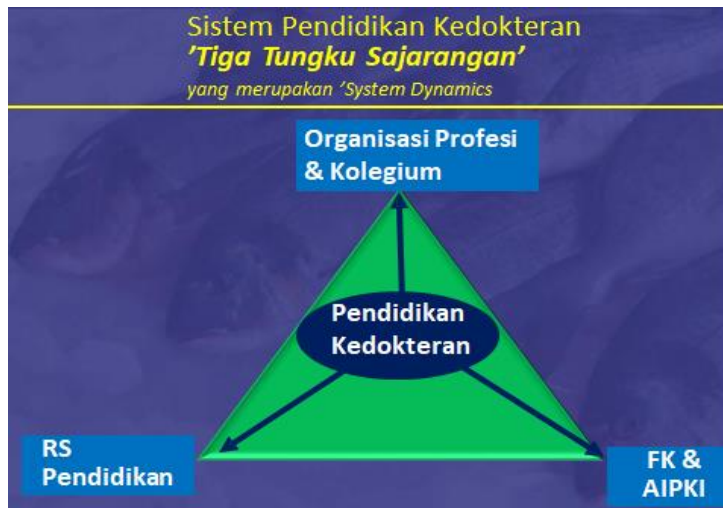 Sistem Pendidikan Kedokteran
'Tiga Tungku Sajarangan'
yang merupakan 'System Dynamics
Organisasi Profesi
& Kolegium
Pendidikan
Kedokteran
RS
Pendidikan
FK &
AIPKI